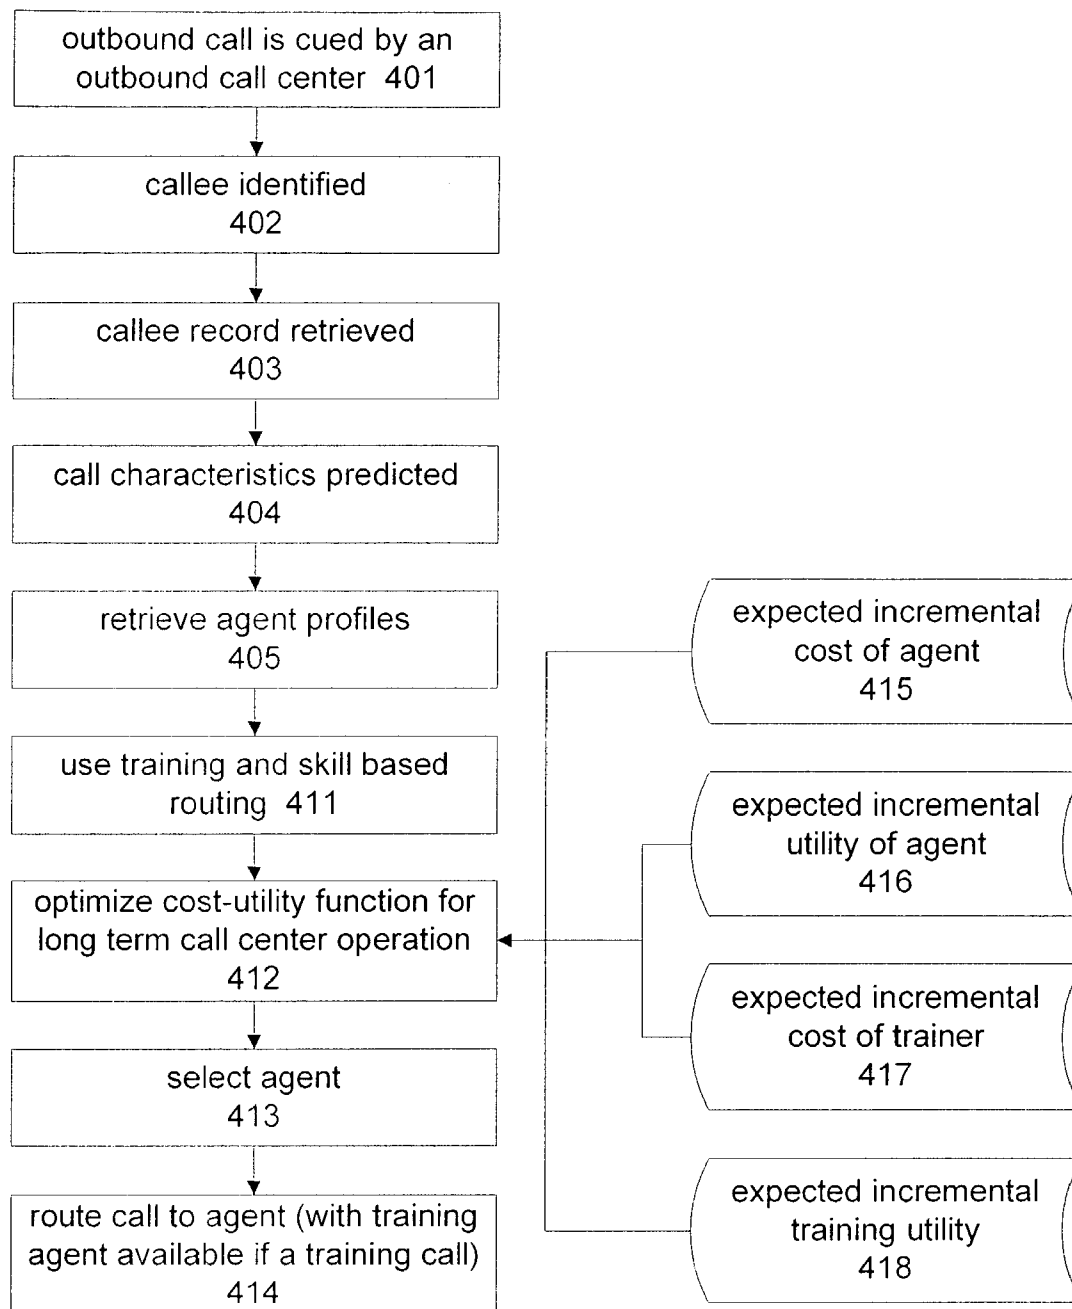 outbound call is cued by an
outbound call center 401
callee identified
402
callee record retrieved
403
call characteristics predicted
404
retrieve agent profiles
405
use training and skill based
routing 411
optimize cost-utility function for
long term call center operation
412
select agent
413
route call to agent (with training
agent available if a training call)
414
expected incremental
cost of agent
415
expected incremental
utility of agent
416
expected incremental
cost of trainer
417
expected incremental
training utility
418